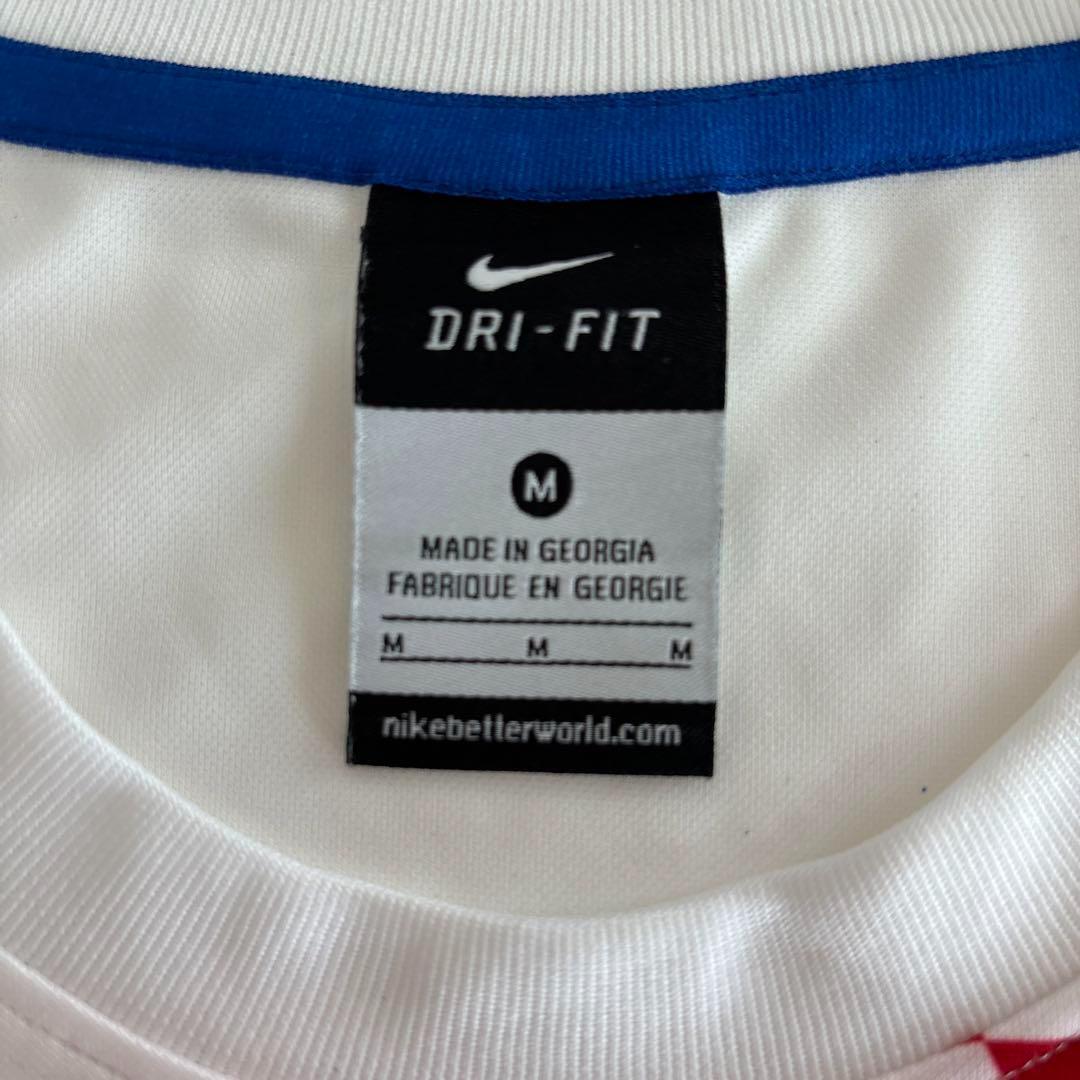 DRI-FIT
M
MADE IN GEORGIA
FABRIQUE EN GEORGIE
M M M
nikebetterworld.com